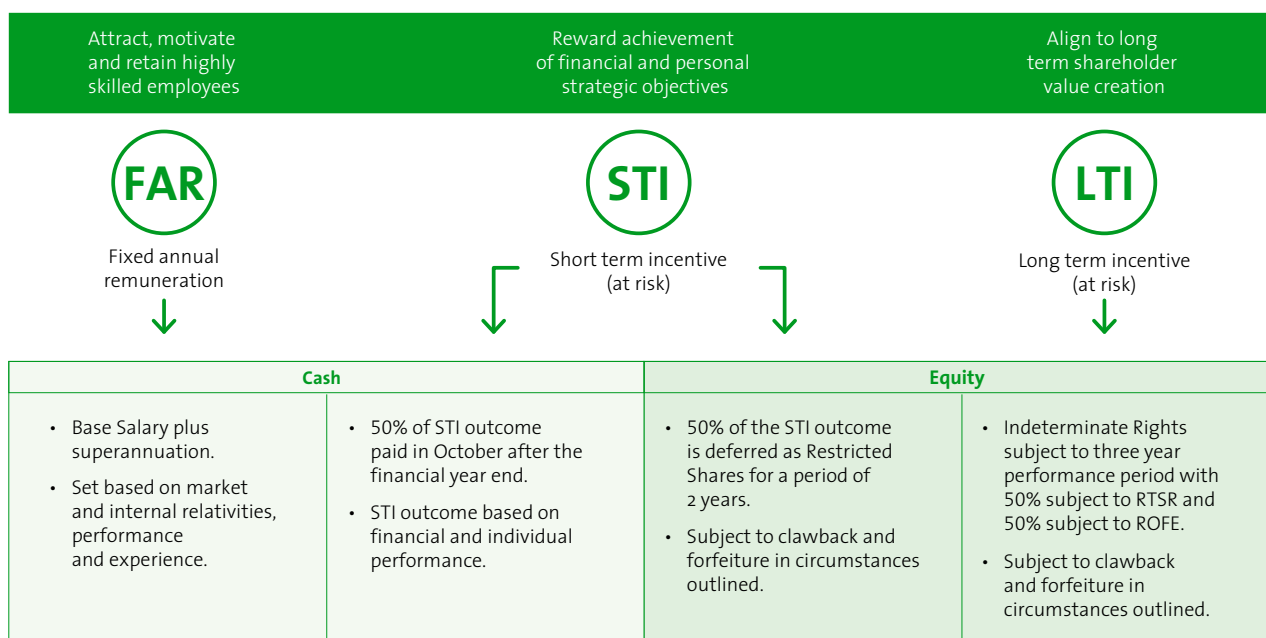 Attract, motivate
and retain highly
skilled employees
Reward achievement
of financial and personal
strategic objectives
Align to long
term shareholder
value creation
FAR
STI
LTI
Fixed annual
remuneration
Short term incentive
(at risk)
Long term incentive
(at risk)
Cash
Equity
• Base Salary plus
superannuation.
• Set based on market
and internal relativities,
performance
and experience.
• 50% of STI outcome
paid in October after the
financial year end.
• STI outcome based on
financial and individual
performance.
• 50% of the STI outcome
is deferred as Restricted
Shares for a period of
2 years.
• Subject to clawback and
forfeiture in circumstances
outlined.
• Indeterminate Rights
subject to three year
performance period with
50% subject to RTSR and
50% subject to ROFE.
• Subject to clawback
and forfeiture in
circumstances outlined.